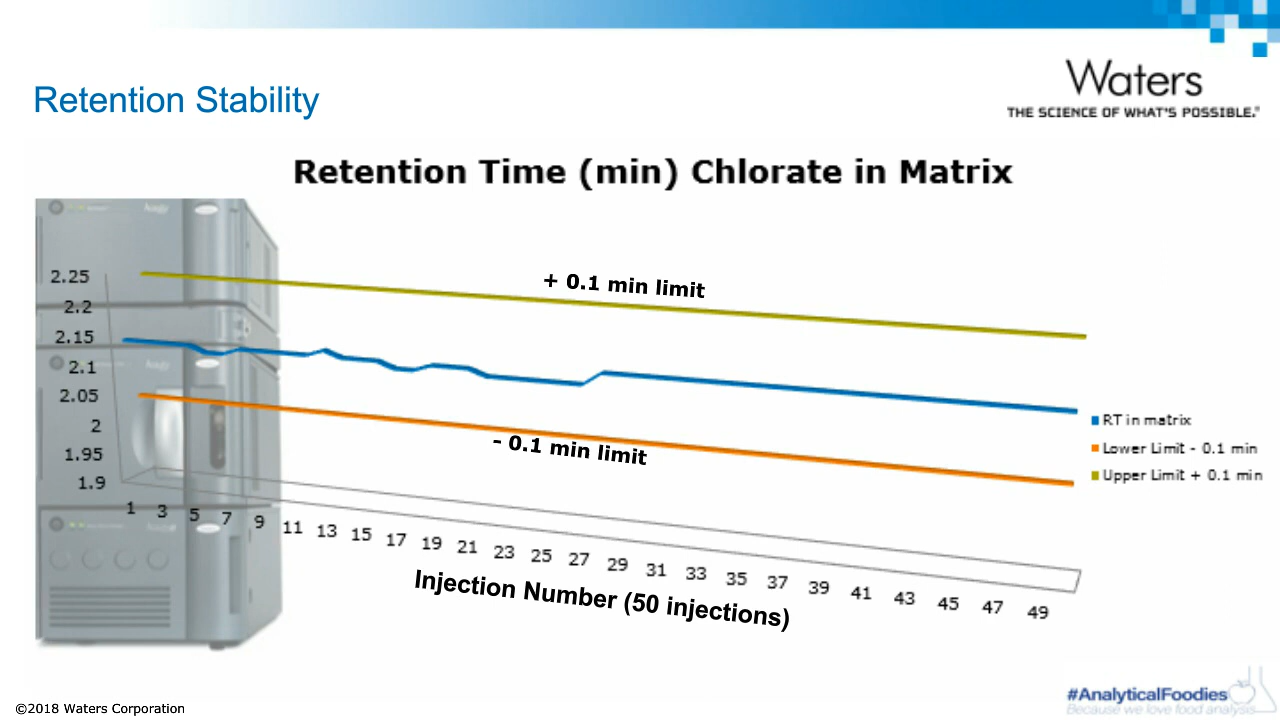 Retention Stability
Waters
THE SCIENCE OF WHAT'S POSSIBLE.®
Retention Time (min) Chlorate in Matrix
+ 0.1 min limit
2.25
2.2
2.15
2.1
2.05
2
1.95
1.9
- 0.1 min limit
RT in matrix
Lower Limit - 0.1 min
Upper Limit + 0.1 min
1 3 5 7 9 11 13 15 17 19 21 23 25 27 29 31 33 35 37 39 41 43 45 47 49
Injection Number (50 injections)
#AnalyticalFoodies
Because we love food analysis
©2018 Waters Corporation